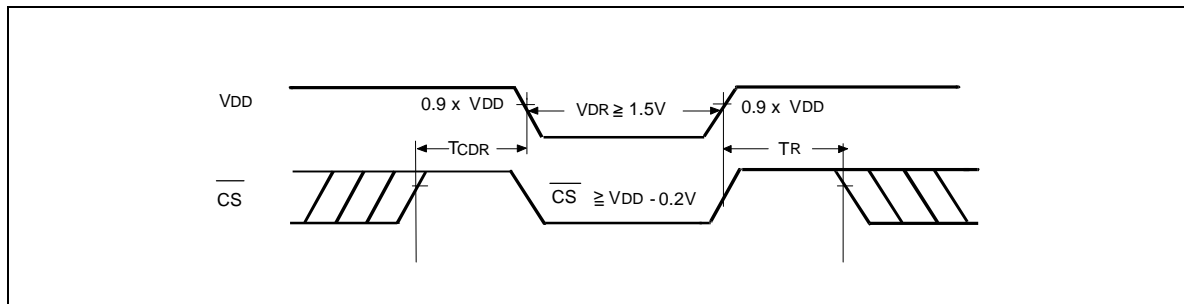 VDD
0.9 x VDD
VDR ≧ 1.5V
0.9 x VDD
TCDR
TR
CS
CS ≧ VDD - 0.2V